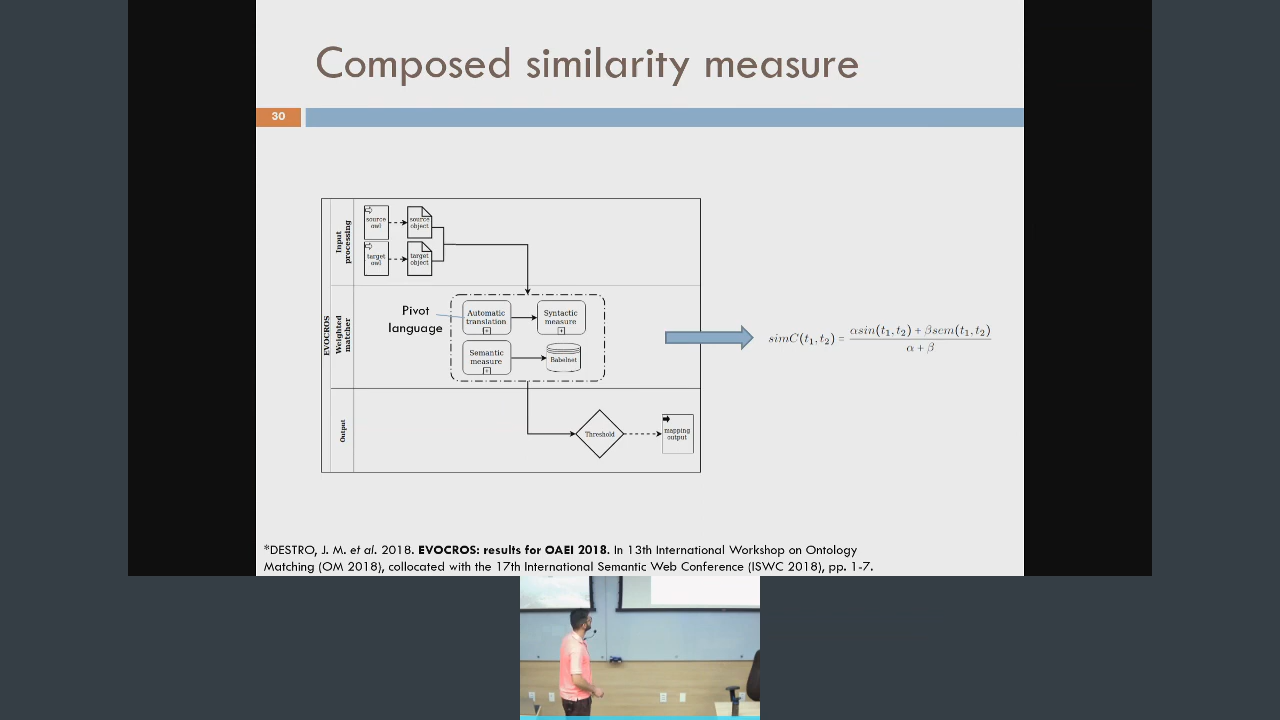 Composed similarity measure
30
EVOCROS
Input
processing
source
owl
source
object
target
owl
target
object
Weighted
matcher
Pivot
language
Automatic
translation
+
Syntactic
measure
+
Semantic
measure
+
Babelnet
simC(t₁, t₂) = αsin(t₁, t₂) + βsem(t₁, t₂)
α + β
Output
Threshold
mapping
output
*DESTRO, J. M. et al. 2018. EVOCROS: results for OAEI 2018. In 13th International Workshop on Ontology
Matching (OM 2018), collocated with the 17th International Semantic Web Conference (ISWC 2018), pp. 1-7.